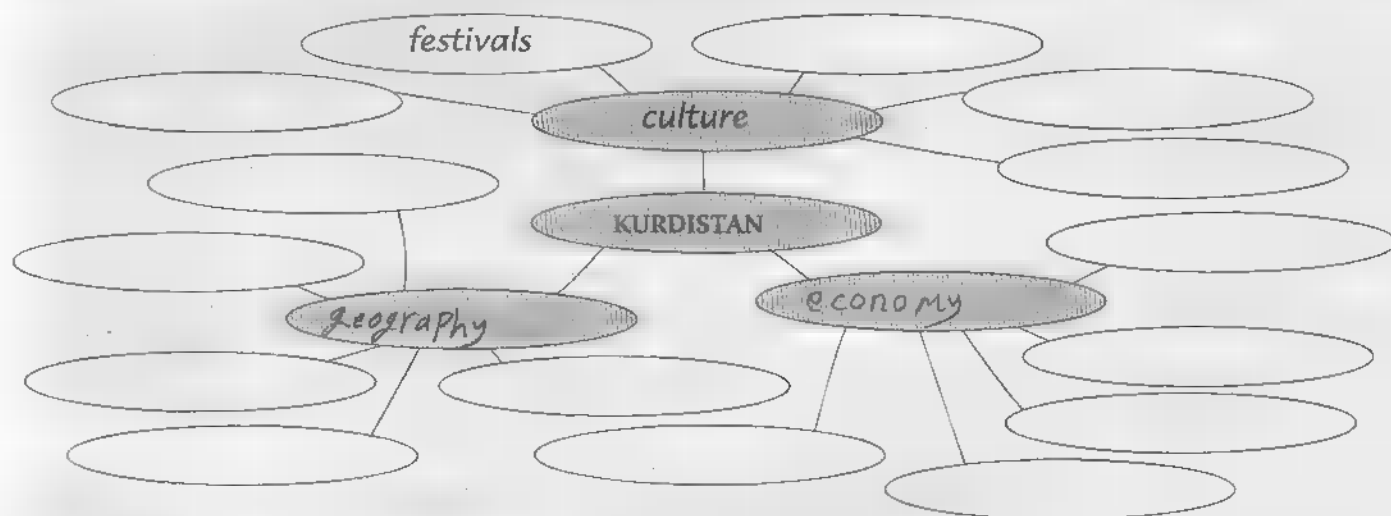 festivals
culture
KURDISTAN
geography
economy